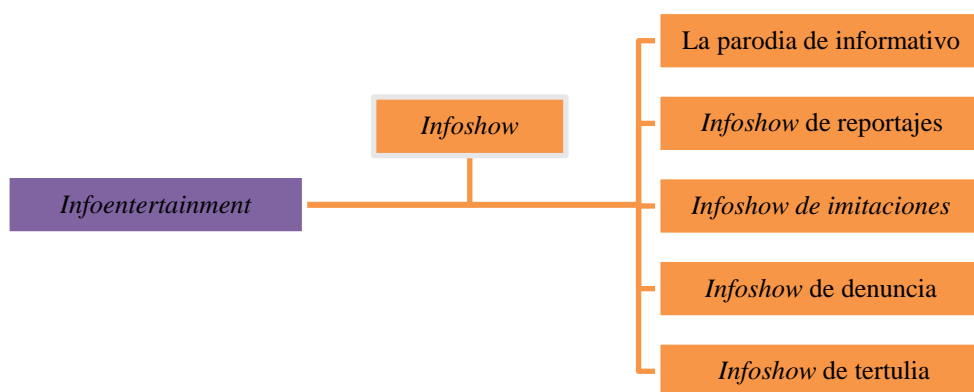 La parodia de informativo
Infoshow
Infoshow de reportajes
Infoentertainment
Infoshow de imitaciones
Infoshow de denuncia
Infoshow de tertulia